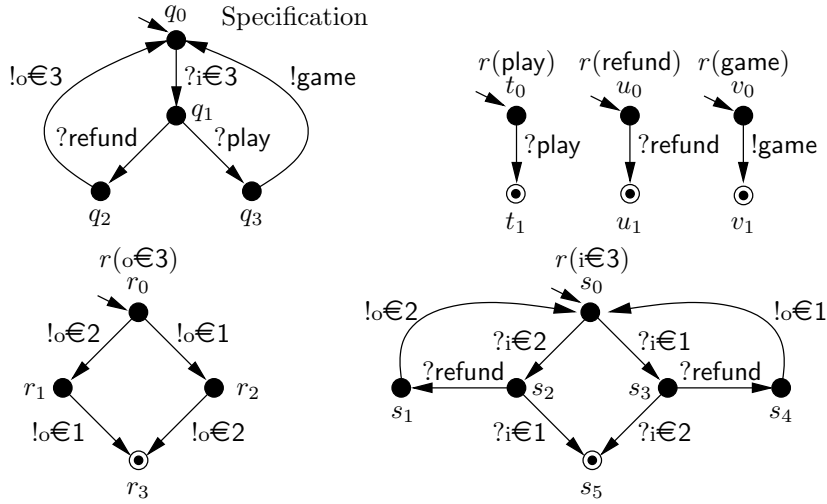 q0 Specification
!o€3 ?i€3 !game
q1
?refund ?play
q2 q3
r(play) r(refund) r(game)
t0 u0 v0
?play ?refund !game
t1 u1 v1
r(o€3)
r0
!o€2 !o€1
r1 r2
!o€1 !o€2
r3
r(i€3)
s0
!o€2 ?i€2 ?i€1 !o€1
?refund ?refund
s1 s2 s3 s4
?i€1 ?i€2
s5